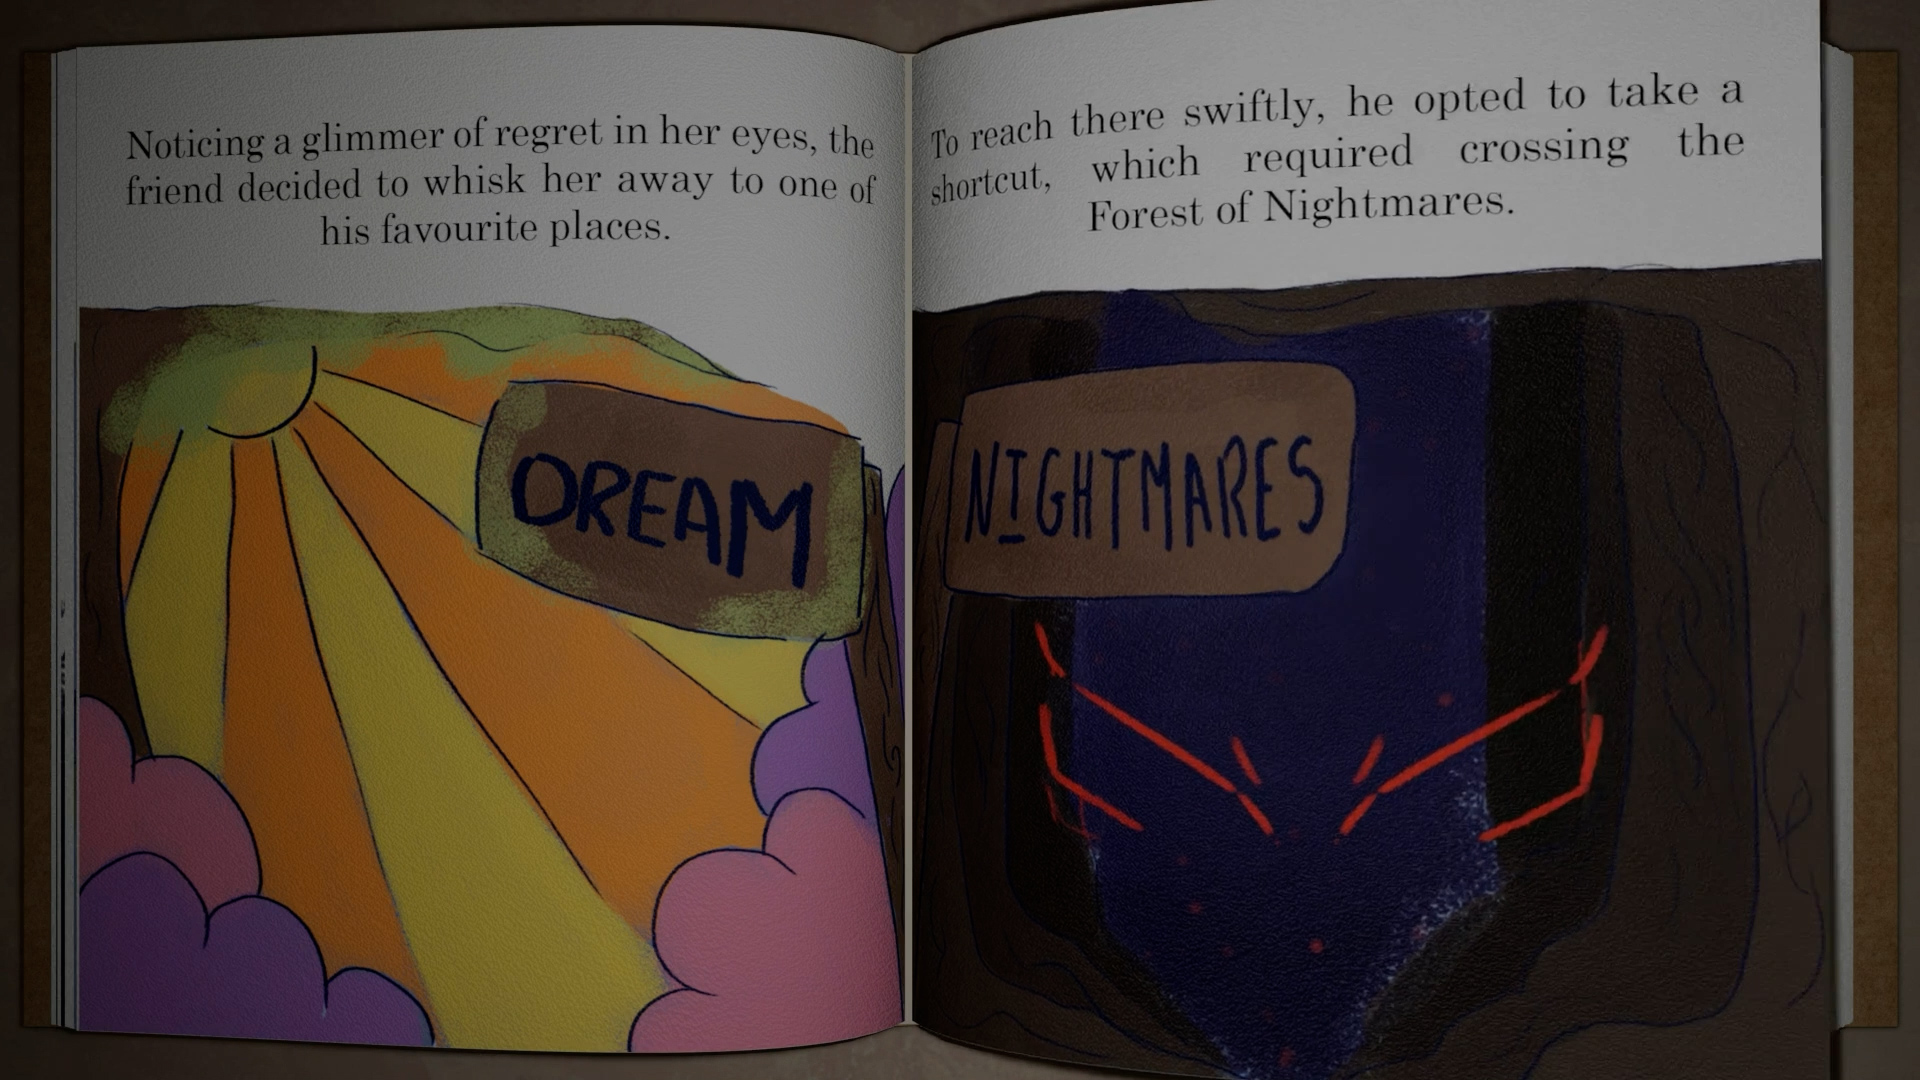 Noticing a glimmer of regret in her eyes, the
friend decided to whisk her away to one of
his favourite places.
DREAM
To reach there swiftly, he opted to take a
shortcut, which required crossing the
Forest of Nightmares.
NIGHTMARES